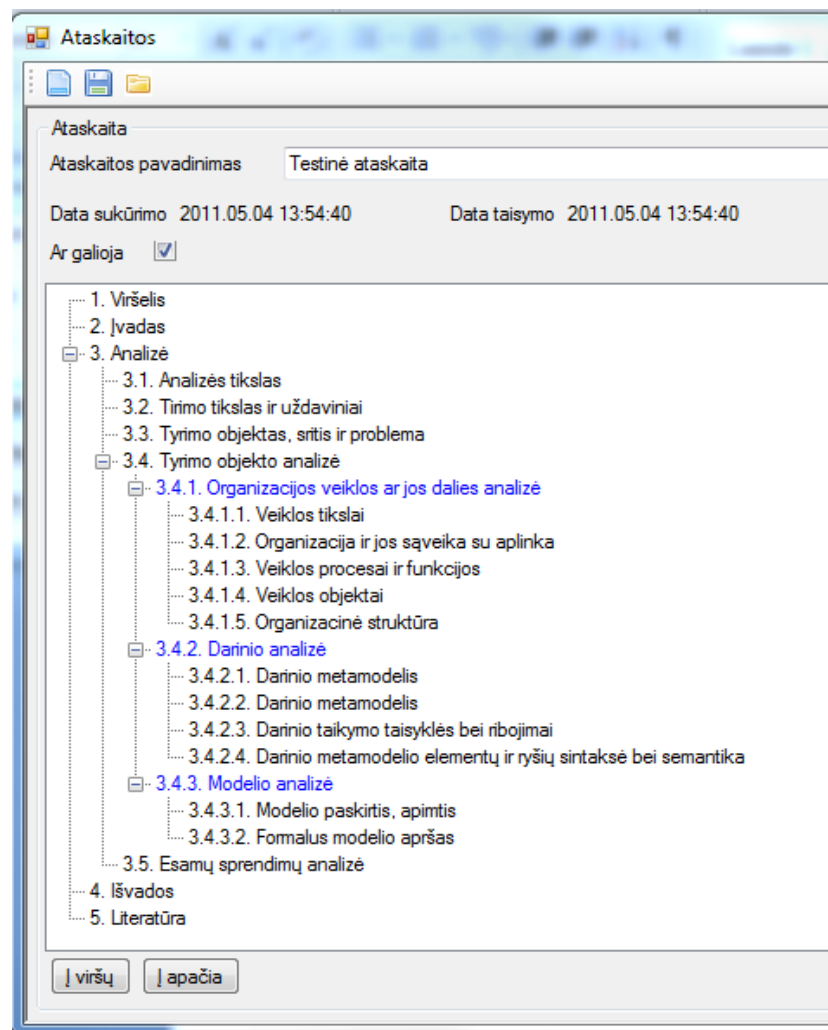 Ataskaitos
Ataskaita
Ataskaitos pavadinimas Testinė ataskaita
Data sukūrimo 2011.05.04 13:54:40 Data taisymo 2011.05.04 13:54:40
Ar galioja
1. Viršelis
2. Įvadas
3. Analizė
3.1. Analizės tikslas
3.2. Tirimo tikslas ir uždaviniai
3.3. Tyrimo objektas, sritis ir problema
3.4. Tyrimo objekto analizė
3.4.1. Organizacijos veiklos ar jos dalies analizė
3.4.1.1. Veiklos tikslai
3.4.1.2. Organizacija ir jos sąveika su aplinka
3.4.1.3. Veiklos procesai ir funkcijos
3.4.1.4. Veiklos objektai
3.4.1.5. Organizacinė struktūra
3.4.2. Darinio analizė
3.4.2.1. Darinio metamodelis
3.4.2.2. Darinio metamodelis
3.4.2.3. Darinio taikymo taisyklės bei ribojimai
3.4.2.4. Darinio metamodelio elementų ir ryšių sintaksė bei semantika
3.4.3. Modelio analizė
3.4.3.1. Modelio paskirtis, apimtis
3.4.3.2. Formalus modelio apršas
3.5. Esamų sprendimų analizė
4. Išvados
5. Literatūra
Į viršų Į apačia